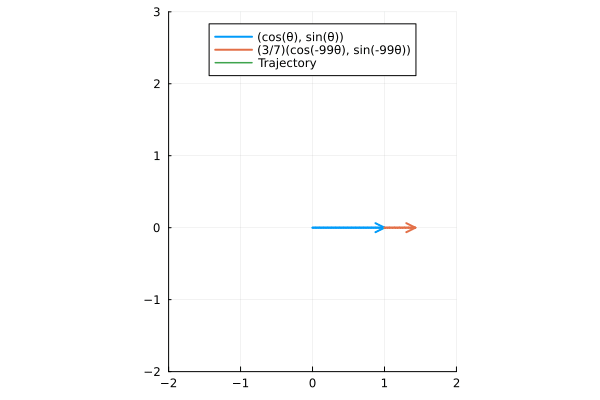 3
(cos(θ), sin(θ))
(3/7)(cos(-99θ), sin(-99θ))
Trajectory
2
1
0
−1
−2
−2 −1 0 1 2